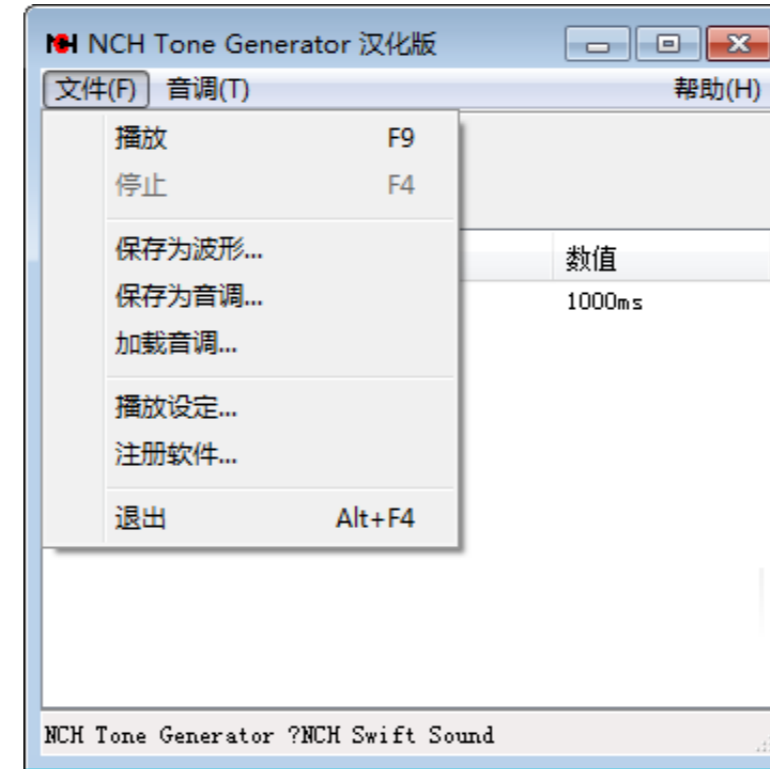 NCH NCH Tone Generator 汉化版
文件(F) 音调(T) 帮助(H)
播放 F9
停止 F4
数值
保存为波形...
保存为音调... 1000ms
加载音调...
播放设定...
注册软件...
退出 Alt+F4
NCH Tone Generator ?NCH Swift Sound